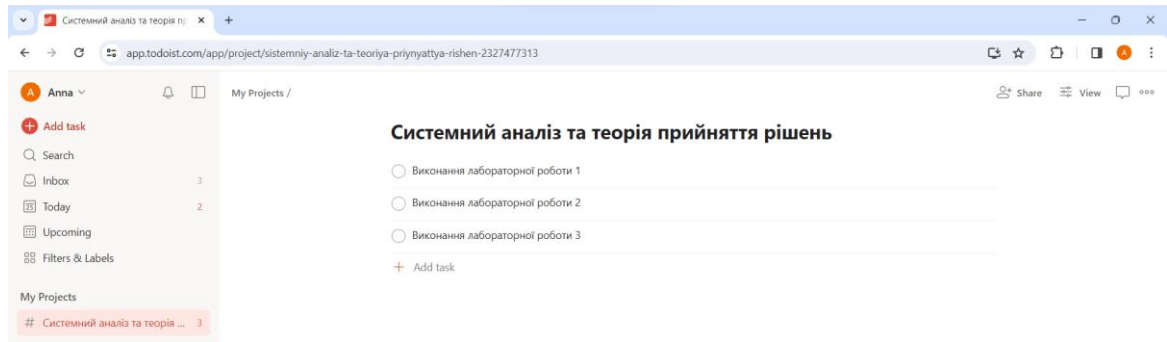 Системний аналіз та теорія пр
app.todoist.com/app/project/sistemniy-analiz-ta-teoriya-priynyattya-rishen-2327477313
A
A Anna
My Projects /
Share View
Add task
Search
Inbox 3
25 Today 2
Upcoming
Filters & Labels
My Projects
# Системний аналіз та теорія ... 3
Системний аналіз та теорія прийняття рішень
Виконання лабораторної роботи 1
Виконання лабораторної роботи 2
Виконання лабораторної роботи 3
+ Add task